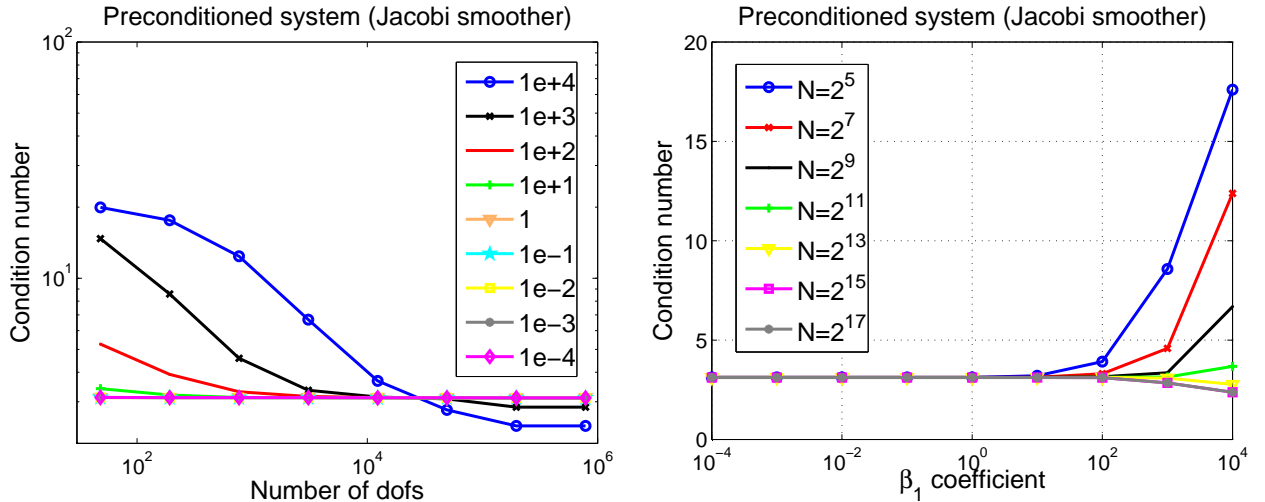 Preconditioned system (Jacobi smoother)
10^2
10^1
Condition number
10^2
10^4
10^6
Number of dofs
1e+4
1e+3
1e+2
1e+1
1
1e−1
1e−2
1e−3
1e−4
Preconditioned system (Jacobi smoother)
20
15
10
5
0
Condition number
10^−4
10^−2
10^0
10^2
10^4
β_1 coefficient
N=2^5
N=2^7
N=2^9
N=2^11
N=2^13
N=2^15
N=2^17